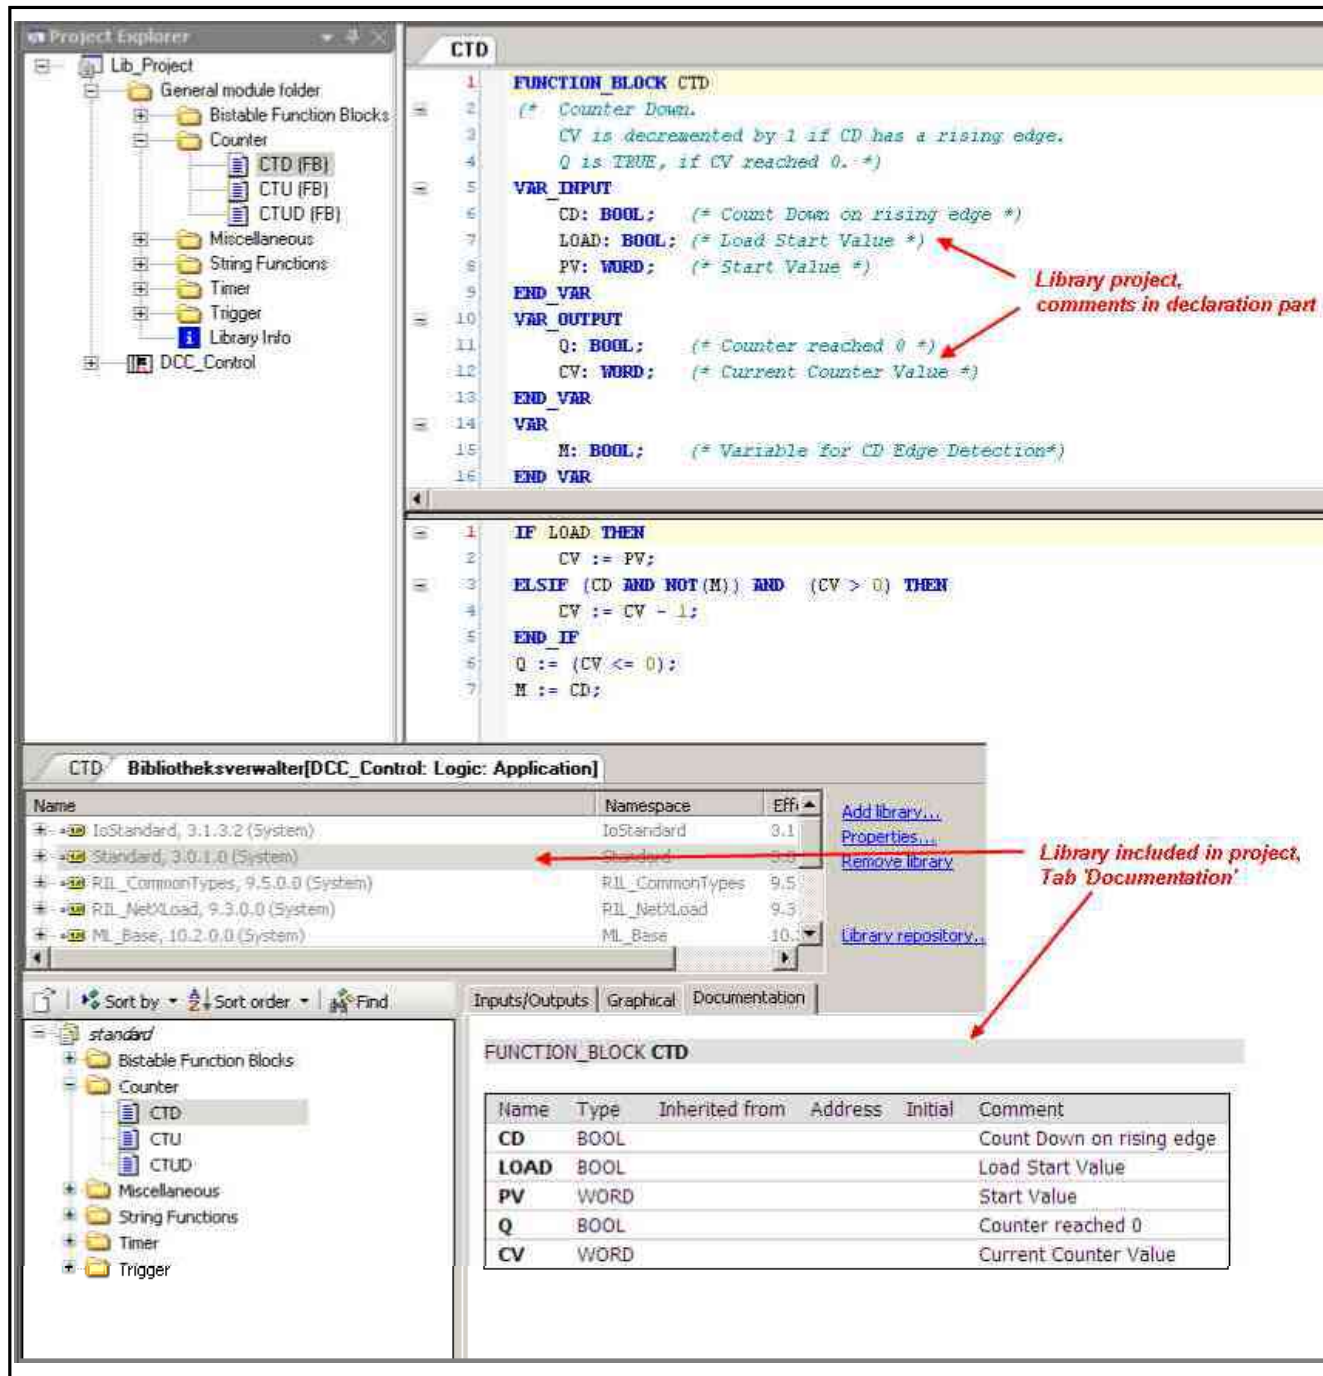 Project Explorer
Lib_Project
General module folder
Bistable Function Blocks
Counter
CTD (FB)
CTU (FB)
CTUD (FB)
Miscellaneous
String Functions
Timer
Trigger
Library Info
DCC_Control
CTD
1 FUNCTION_BLOCK CTD
2 (* Counter Down.
3 CV is decremented by 1 if CD has a rising edge.
4 Q is TRUE, if CV reached 0. *)
5 VAR_INPUT
6 CD: BOOL; (* Count Down on rising edge *)
7 LOAD: BOOL; (* Load Start Value *)
8 PV: WORD; (* Start Value *)
9 END_VAR
10 VAR_OUTPUT
11 Q: BOOL; (* Counter reached 0 *)
12 CV: WORD; (* Current Counter Value *)
13 END_VAR
14 VAR
15 M: BOOL; (* Variable for CD Edge Detection*)
16 END_VAR
Library project,
comments in declaration part
1 IF LOAD THEN
2 CV := PV;
3 ELSIF (CD AND NOT(M)) AND (CV > 0) THEN
4 CV := CV - 1;
5 END_IF
6 Q := (CV <= 0);
7 M := CD;
CTD Bibliotheksverwalter[DCC_Control: Logic: Application]
Name Namespace Effe
IoStandard, 3.1.3.2 (System) IoStandard 3.1
Standard, 3.0.1.0 (System) Standard 3.0
RIL_CommonTypes, 9.5.0.0 (System) RIL_CommonTypes 9.5
RIL_NetXLoad, 9.3.0.0 (System) RIL_NetXLoad 9.3
ML_Base, 10.2.0.0 (System) ML_Base 10.
Add library...
Properties...
Remove library
Library repository...
Library included in project,
Tab 'Documentation'
Sort by Sort order Find
standard
Bistable Function Blocks
Counter
CTD
CTU
CTUD
Miscellaneous
String Functions
Timer
Trigger
Inputs/Outputs Graphical Documentation
FUNCTION_BLOCK CTD
Name Type Inherited from Address Initial Comment
CD BOOL Count Down on rising edge
LOAD BOOL Load Start Value
PV WORD Start Value
Q BOOL Counter reached 0
CV WORD Current Counter Value